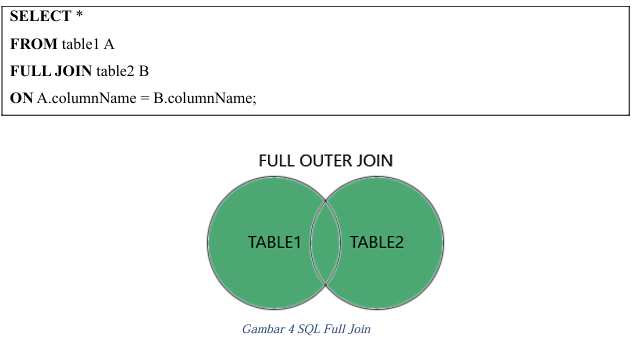 SELECT *
FROM table1 A
FULL JOIN table2 B
ON A.columnName = B.columnName;
FULL OUTER JOIN
TABLE1 TABLE2
Gambar 4 SQL Full Join